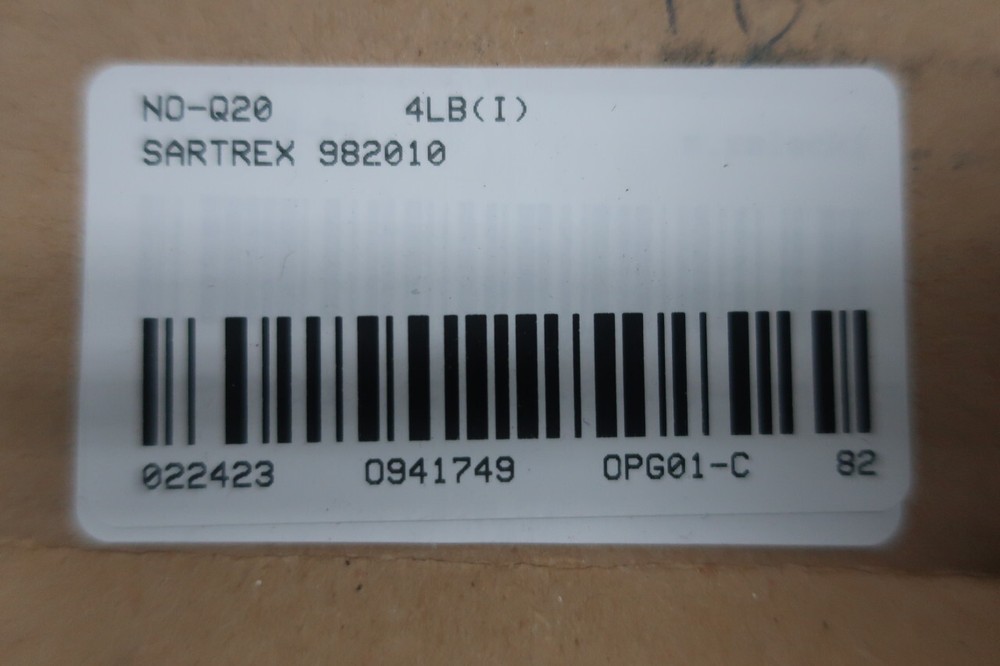 NO-Q20 4LB(I)
SARTREX 982010
022423 0941749 OPG01-C 82